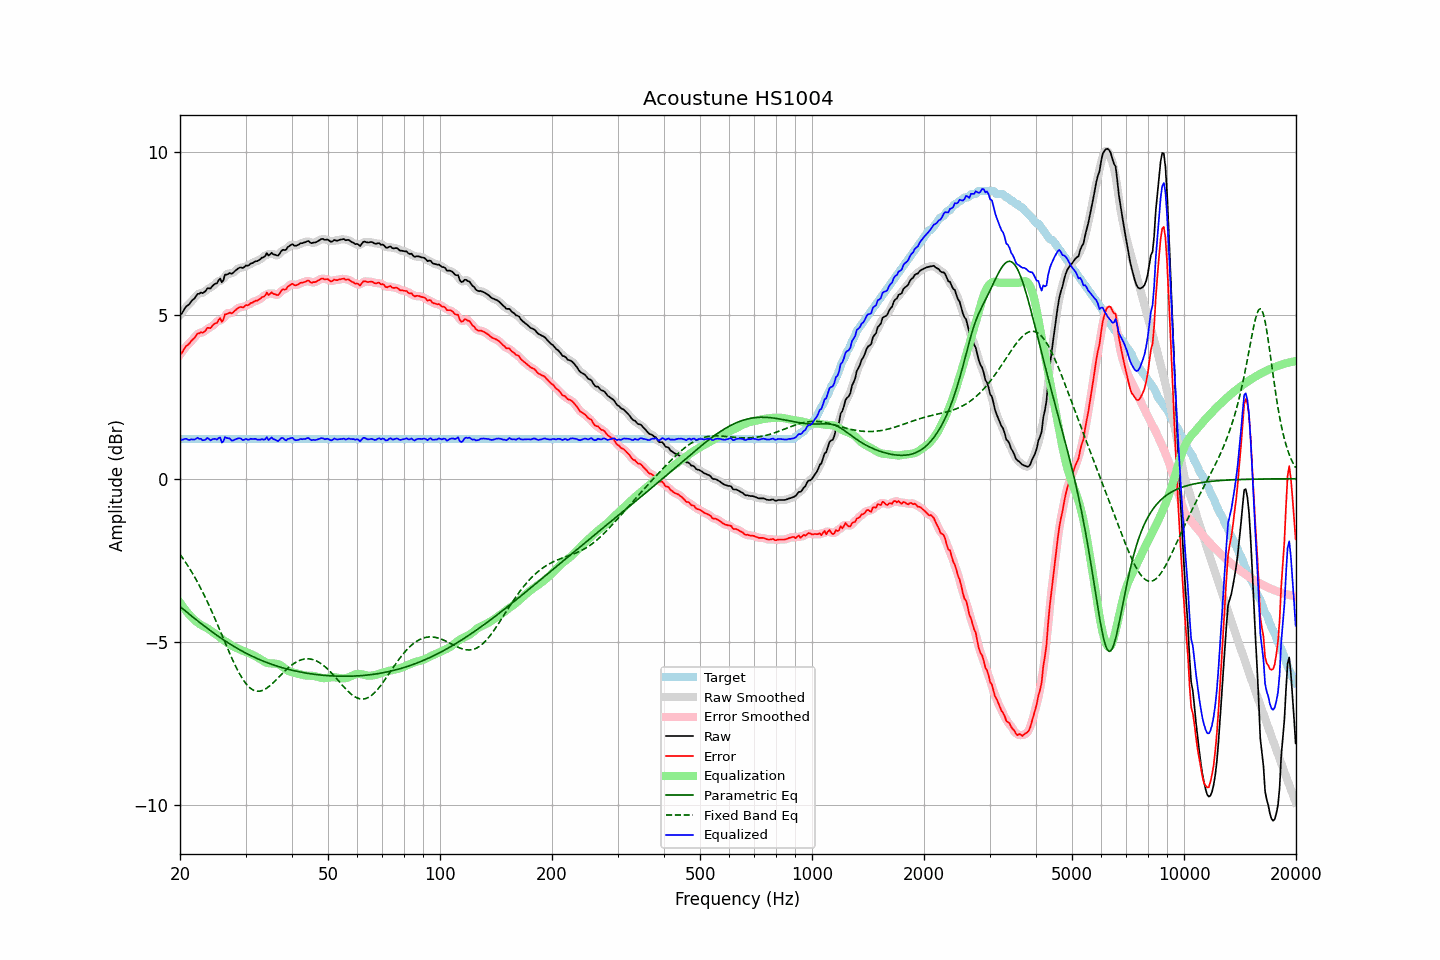 Acoustune HS1004
Amplitude (dBr)
10
5
0
−5
−10
Target
Raw Smoothed
Error Smoothed
Raw
Error
Equalization
Parametric Eq
Fixed Band Eq
Equalized
20 50 100 200 500 1000 2000 5000 10000 20000
Frequency (Hz)